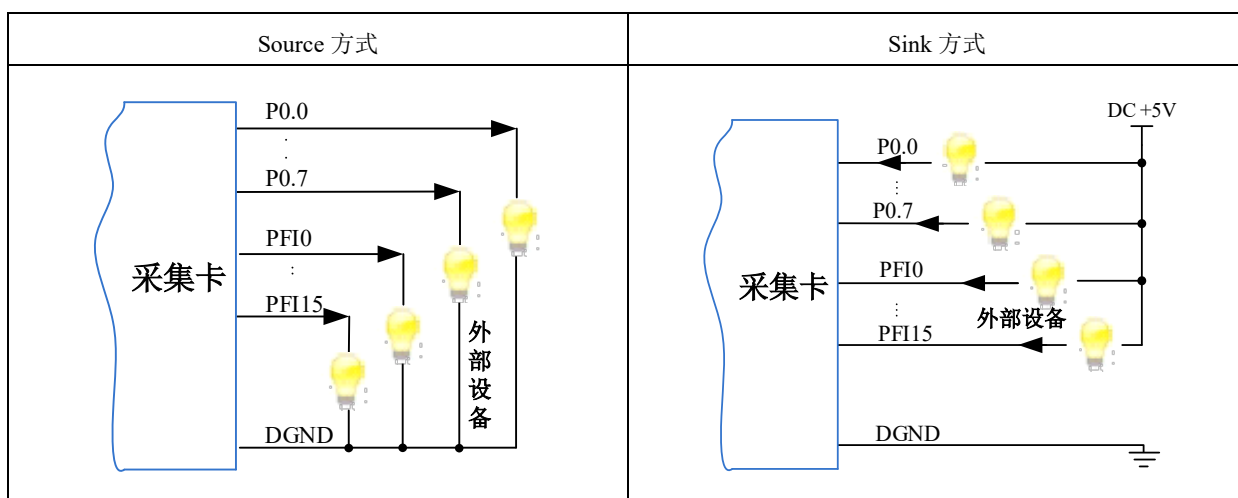 Source 方式
Sink 方式
P0.0
P0.7
PFI0
PFI15
DGND
采集卡
外部设备
DC +5V
P0.0
P0.7
PFI0
PFI15
DGND
采集卡
外部设备